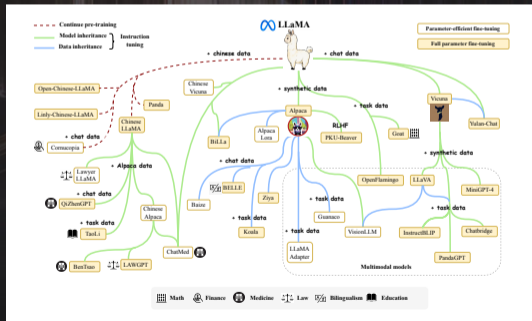 Continue pre-training
Model inheritance
Data inheritance
Instruction tuning
LLaMA
Parameter-efficient fine-tuning
Full parameter fine-tuning
+ chinese data
+ chat data
Open-Chinese-LLaMA
Linly-Chinese-LLaMA
Panda
Chinese Vicuna
+ synthetic data
Alpaca
+ task data
Vicuna
Chinese LLaMA
+ chat data
Cornucopia
BiLLa
Alpaca Lora
RLHF
PKU-Beaver
Goat
Yulan-Chat
+ synthetic data
+ Alpaca data
Lawyer LLaMA
+ chat data
QiZhenGPT
+ chat data
BELLE
Baize
Ziya
OpenFlamingo
LLaVA
MiniGPT-4
+ task data
Chinese Alpaca
+ task data
TaoLi
+ task data
Koala
Guanaco
+ task data
VisionLLM
InstructBLIP
Chatbridge
ChatMed
LLaMA Adapter
PandaGPT
BenTsao
LAWGPT
Multimodal models
Math
Finance
Medicine
Law
Bilingualism
Education